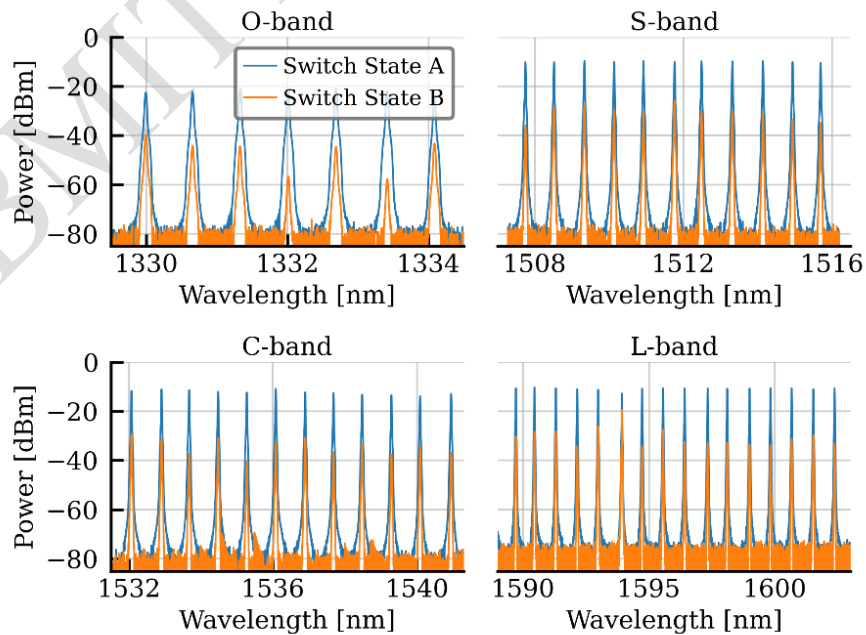 O-band
S-band
0
−20
−40
−60
−80
Power [dBm]
Switch State A
Switch State B
1330
1332
1334
Wavelength [nm]
1508
1512
1516
Wavelength [nm]
C-band
L-band
0
−20
−40
−60
−80
Power [dBm]
1532
1536
1540
Wavelength [nm]
1590
1595
1600
Wavelength [nm]
BMIT